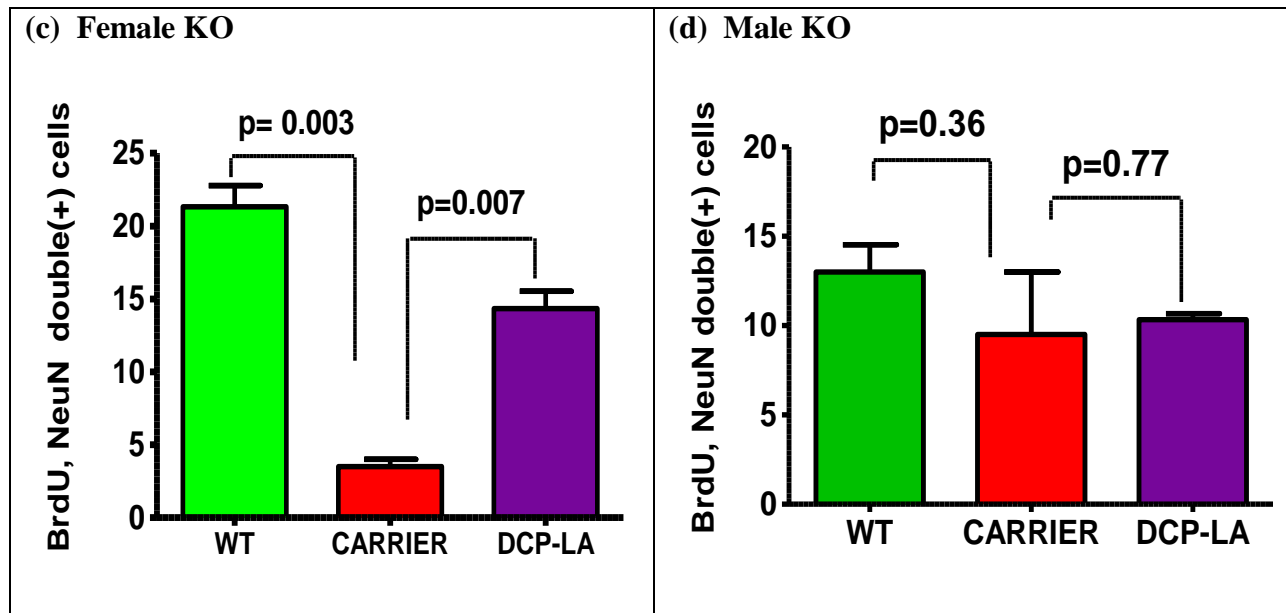 (c) Female KO
BrdU, NeuN double(+) cells
p= 0.003
p=0.007
25
20
15
10
5
0
WT CARRIER DCP-LA
(d) Male KO
BrdU, NeuN double(+) cells
p=0.36
p=0.77
20
15
10
5
0
WT CARRIER DCP-LA